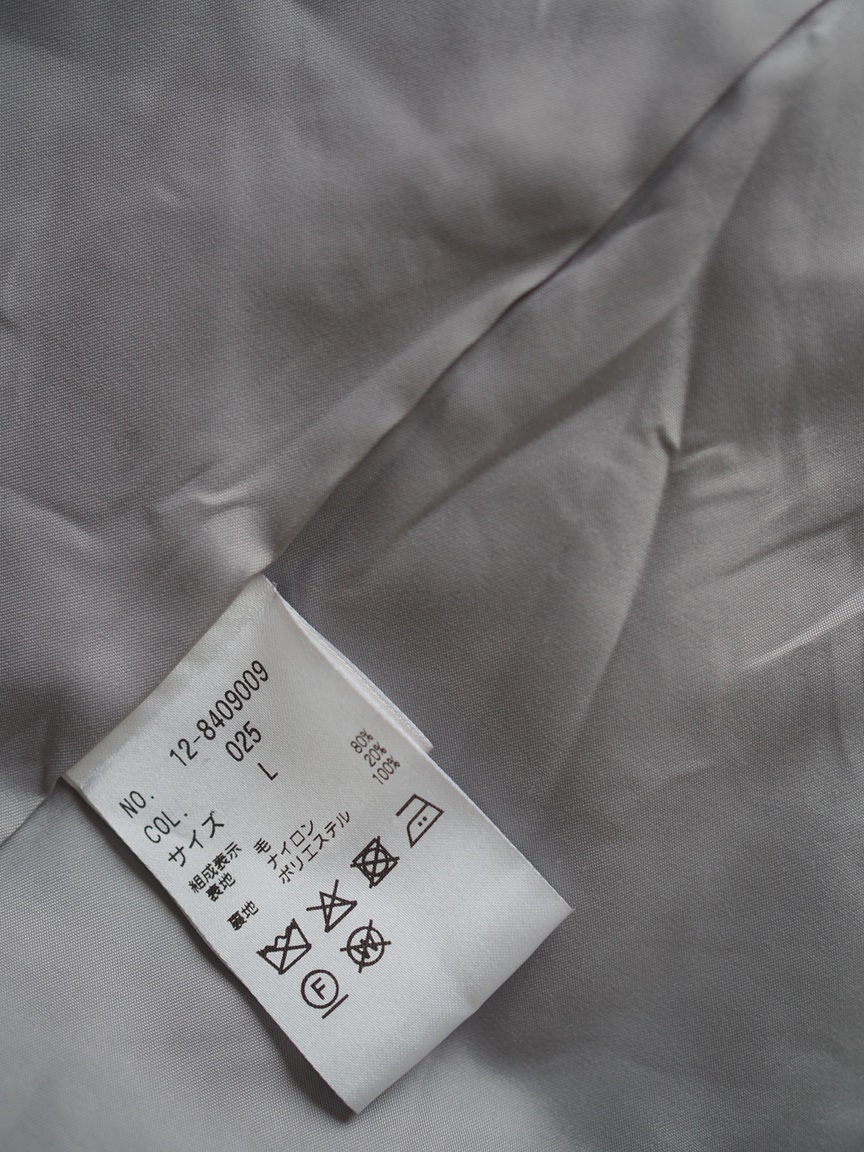 NO. 12-8409009
COL. 025
サイズ L
組成表示
表地 毛 80%
ナイロン 20%
裏地 ポリエステル 100%
F
W